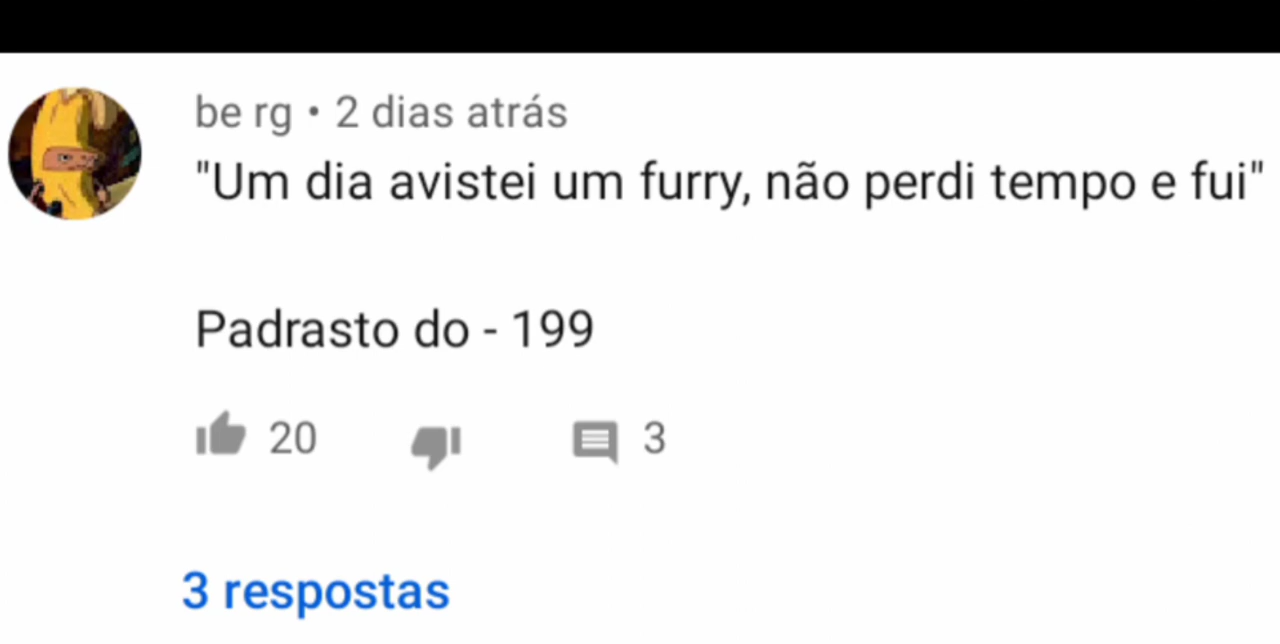 be rg • 2 dias atrás
"Um dia avistei um furry, não perdi tempo e fui"
Padrasto do - 199
20 3
3 respostas